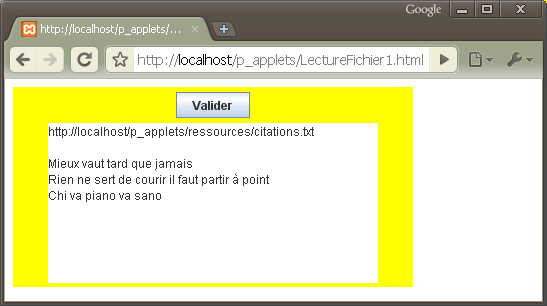 Google
http://localhost/p_applets/...
http://localhost/p_applets/LectureFichier1.html
Valider
http://localhost/p_applets/ressources/citations.txt
Mieux vaut tard que jamais
Rien ne sert de courir il faut partir à point
Chi va piano va sano